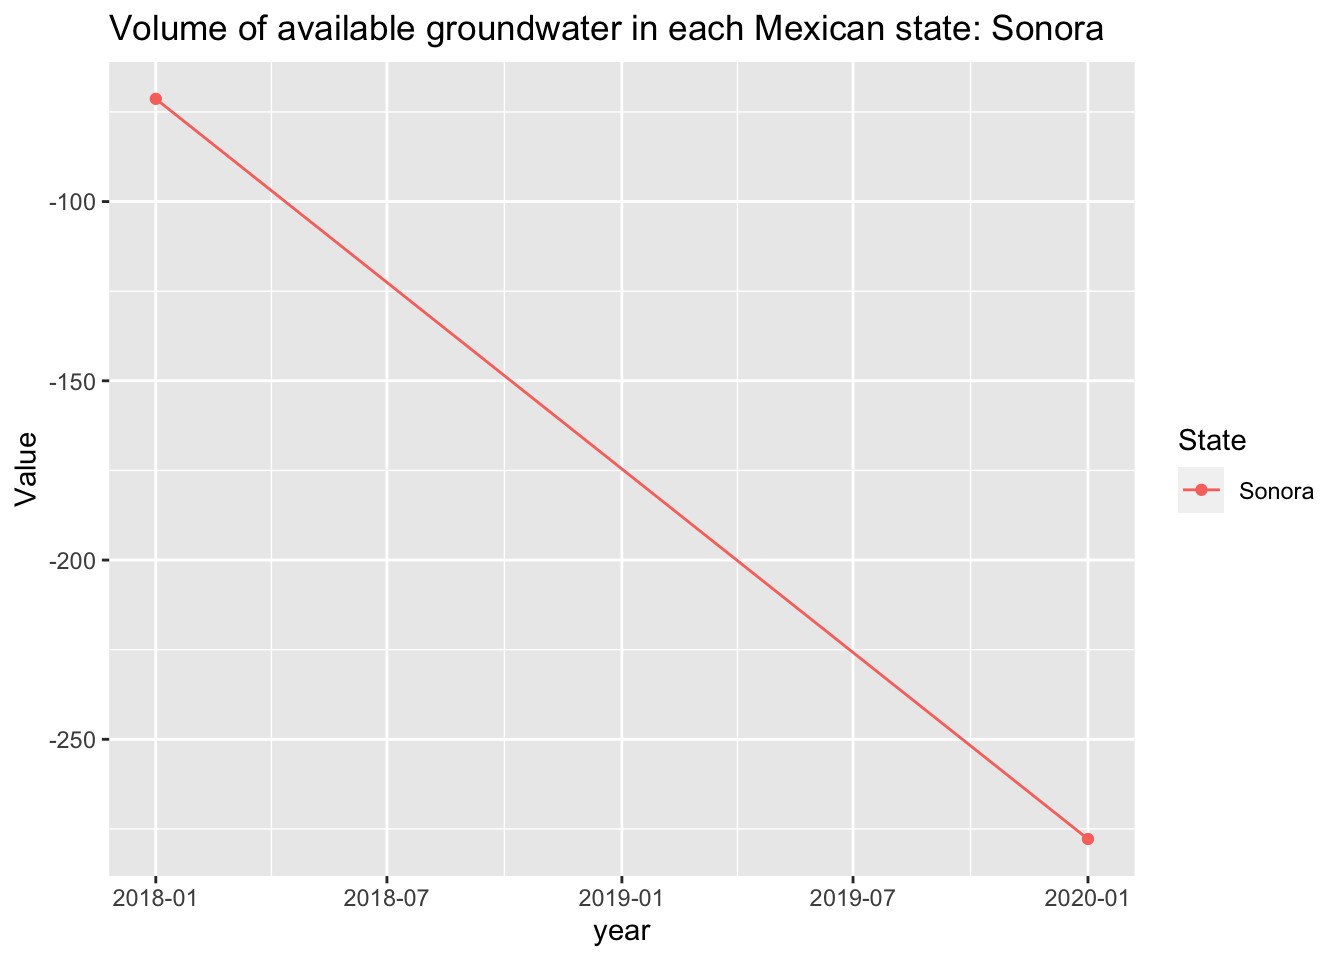 Volume of available groundwater in each Mexican state: Sonora
-100
-150
-200
-250
Value
2018-01 2018-07 2019-01 2019-07 2020-01
year
State
Sonora